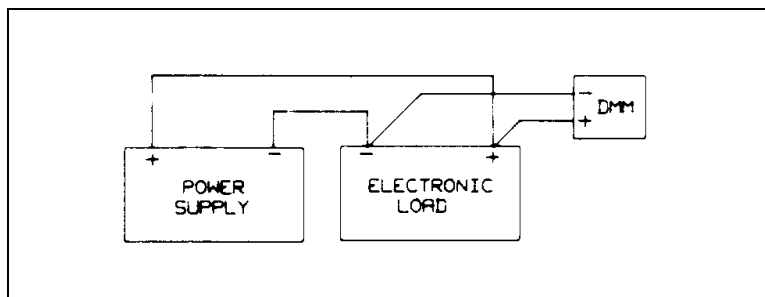 - DMM
+
+ -
- +
POWER
SUPPLY
ELECTRONIC
LOAD